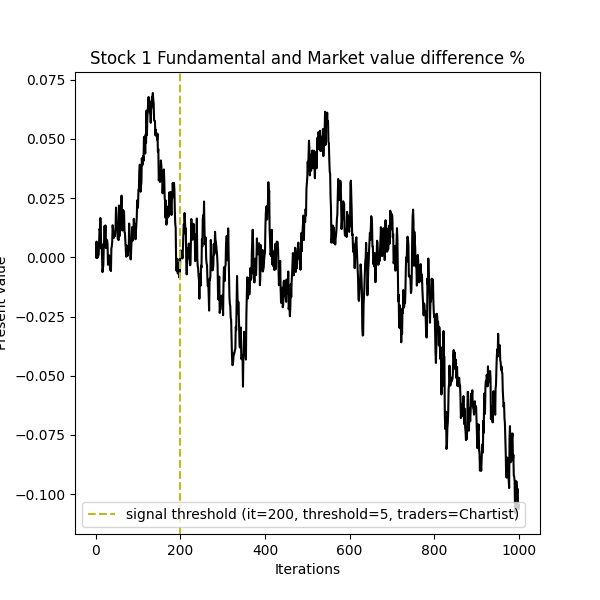 Stock 1 Fundamental and Market value difference %
0.075
0.050
0.025
0.000
−0.025
−0.050
−0.075
−0.100
Present value
signal threshold (it=200, threshold=5, traders=Chartist)
0 200 400 600 800 1000
Iterations